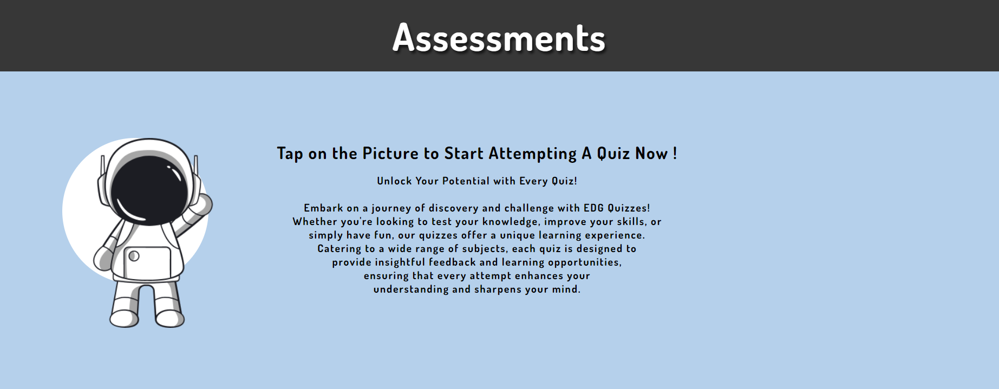 Assessments
Tap on the Picture to Start Attempting A Quiz Now !
Unlock Your Potential with Every Quiz!
Embark on a journey of discovery and challenge with EDG Quizzes!
Whether you're looking to test your knowledge, improve your skills, or
simply have fun, our quizzes offer a unique learning experience.
Catering to a wide range of subjects, each quiz is designed to
provide insightful feedback and learning opportunities,
ensuring that every attempt enhances your
understanding and sharpens your mind.